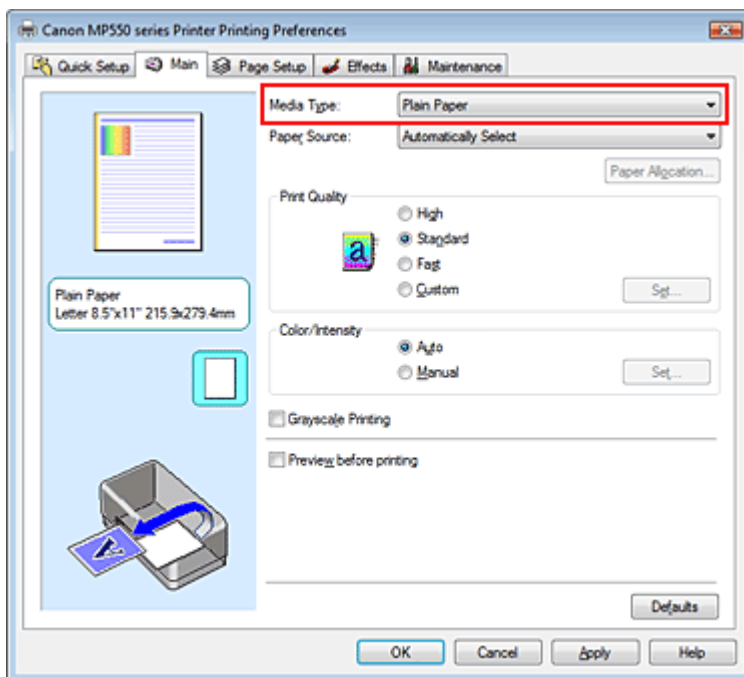 Canon MP550 series Printer Printing Preferences
Quick Setup Main Page Setup Effects Maintenance
Media Type: Plain Paper
Paper Source: Automatically Select
Paper Allocation...
Print Quality
High
Standard
Fast
Custom Set...
Plain Paper
Letter 8.5"x11" 215.9x279.4mm
Color/Intensity
Auto
Manual Set...
Grayscale Printing
Preview before printing
Defaults
OK Cancel Apply Help